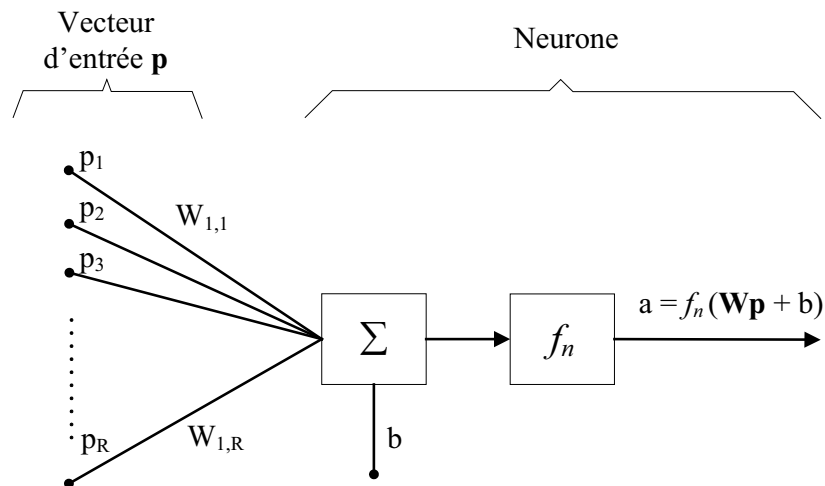 Vecteur
d’entrée p
Neurone
p1
p2
p3
W1,1
Σ
fn
a = fn (Wp + b)
pR
W1,R
b